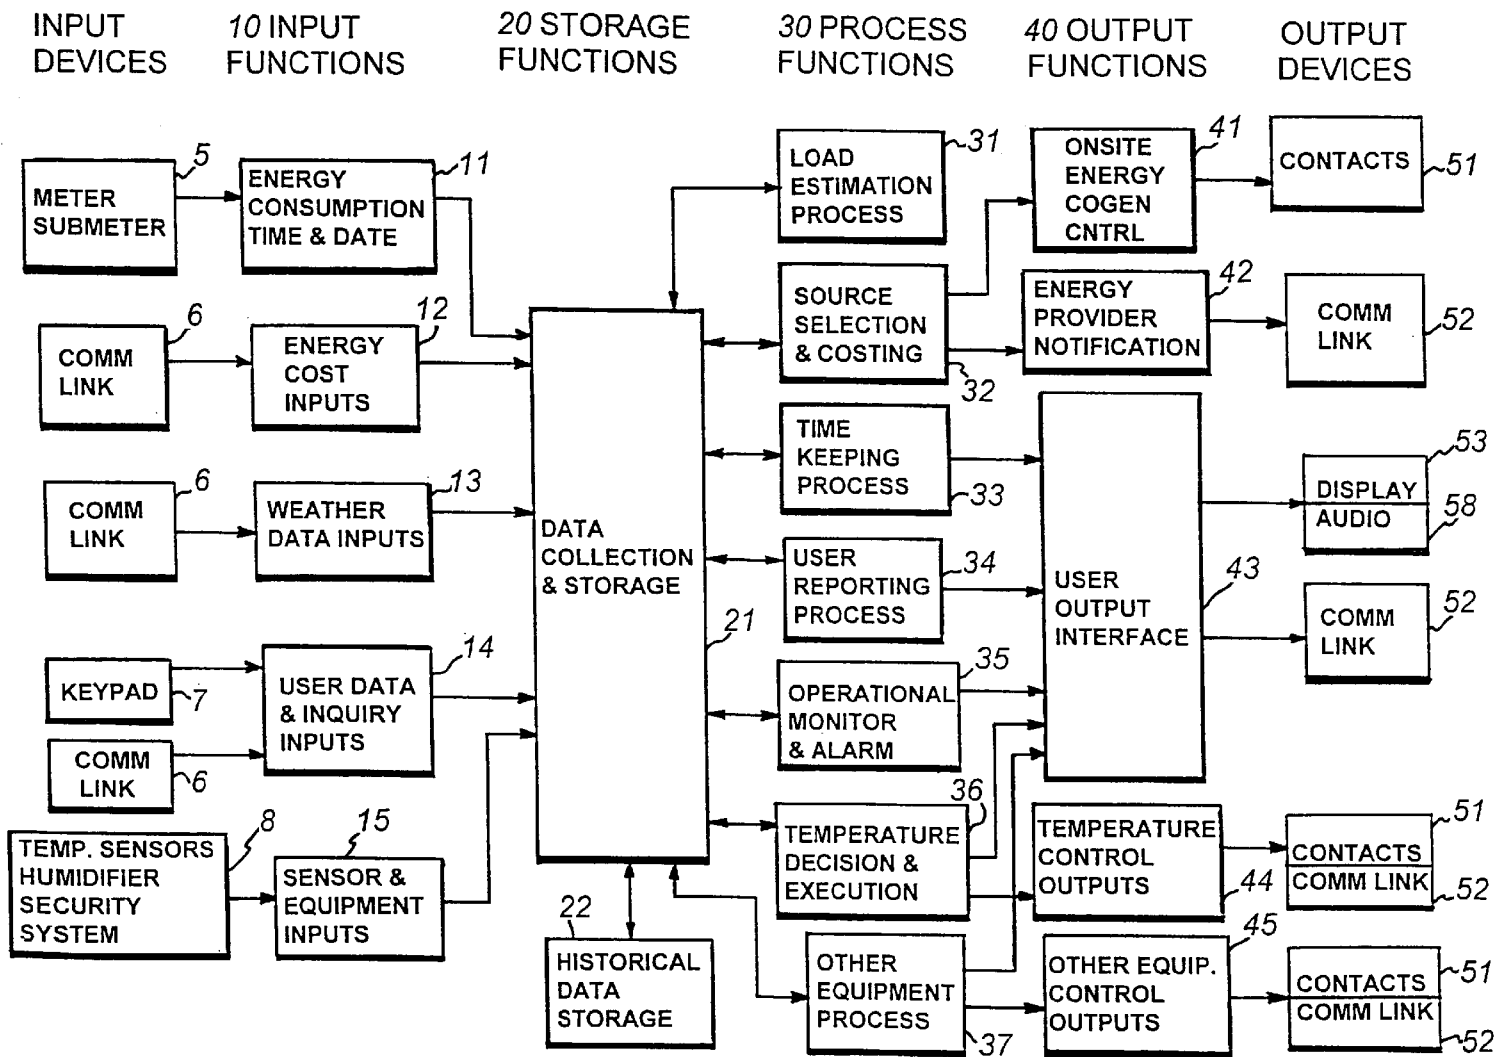 INPUT
DEVICES
10 INPUT
FUNCTIONS
20 STORAGE
FUNCTIONS
30 PROCESS
FUNCTIONS
40 OUTPUT
FUNCTIONS
OUTPUT
DEVICES
METER
SUBMETER
5
ENERGY
CONSUMPTION
TIME & DATE
11
COMM
LINK
6
ENERGY
COST
INPUTS
12
COMM
LINK
6
WEATHER
DATA INPUTS
13
KEYPAD
7
COMM
LINK
6
USER DATA
& INQUIRY
INPUTS
14
TEMP. SENSORS
HUMIDIFIER
SECURITY
SYSTEM
8
SENSOR &
EQUIPMENT
INPUTS
15
DATA
COLLECTION
& STORAGE
21
HISTORICAL
DATA
STORAGE
22
LOAD
ESTIMATION
PROCESS
31
SOURCE
SELECTION
& COSTING
32
TIME
KEEPING
PROCESS
33
USER
REPORTING
PROCESS
34
OPERATIONAL
MONITOR
& ALARM
35
TEMPERATURE
DECISION &
EXECUTION
36
OTHER
EQUIPMENT
PROCESS
37
ONSITE
ENERGY
COGEN
CNTRL
41
ENERGY
PROVIDER
NOTIFICATION
42
USER
OUTPUT
INTERFACE
43
TEMPERATURE
CONTROL
OUTPUTS
44
OTHER EQUIP.
CONTROL
OUTPUTS
45
CONTACTS
51
COMM
LINK
52
DISPLAY
AUDIO
53
58
COMM
LINK
52
CONTACTS
COMM LINK
51
52
CONTACTS
COMM LINK
51
52